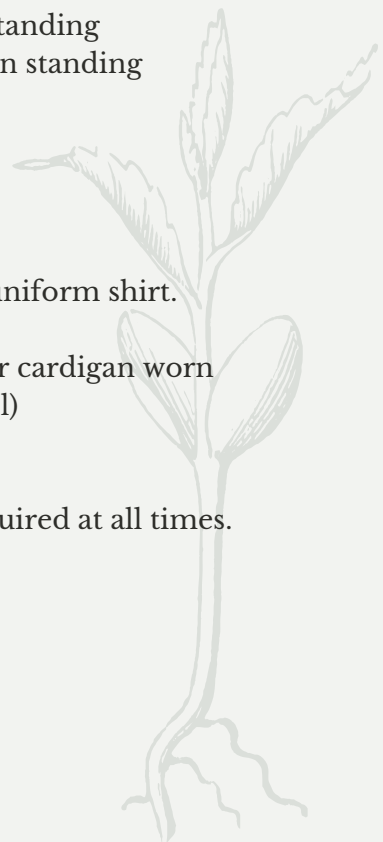 tanding
n standing
niform shirt.
r cardigan worn
l)
uired at all times.